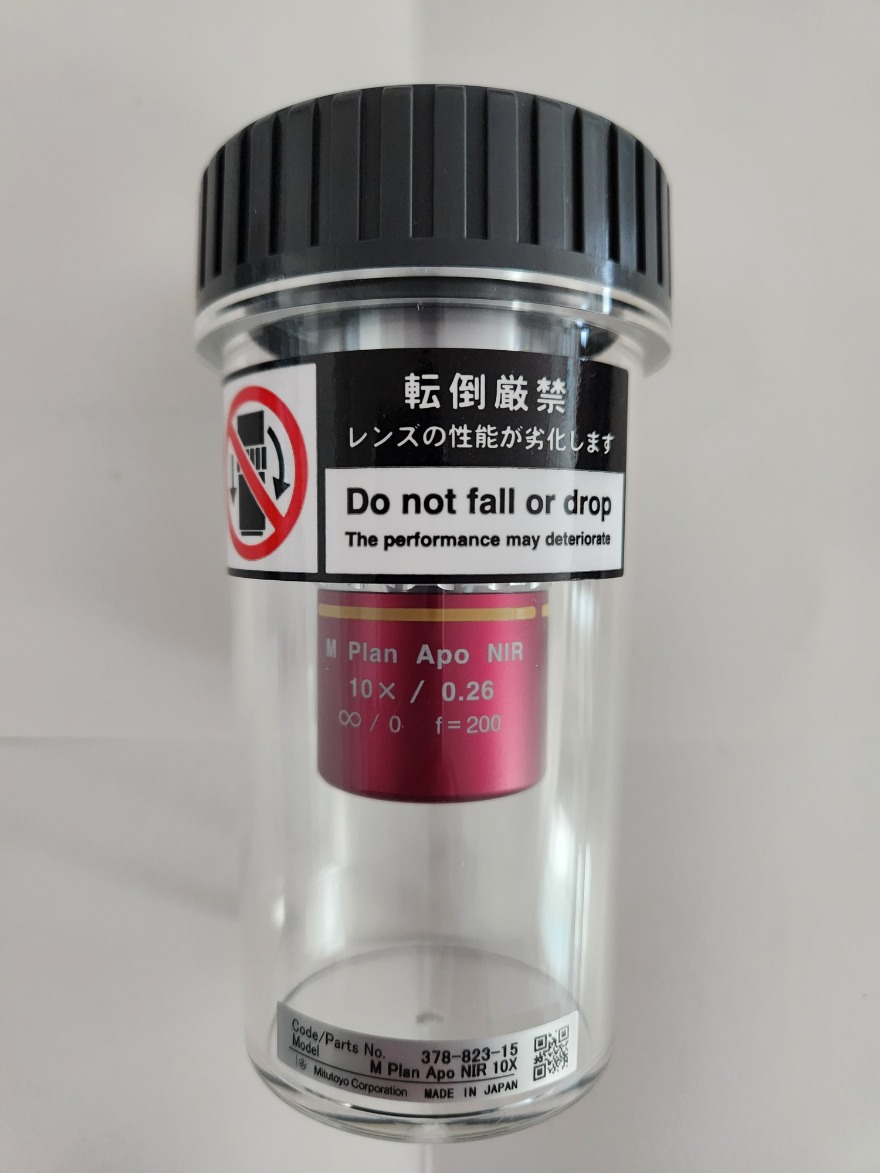 転倒厳禁
レンズの性能が劣化します
Do not fall or drop
The performance may deteriorate
M Plan Apo NIR
10× / 0.26
∞ / 0 f = 200
Code/Parts No. 378-823-15
Model M Plan Apo NIR 10X
Mitutoyo Corporation MADE IN JAPAN